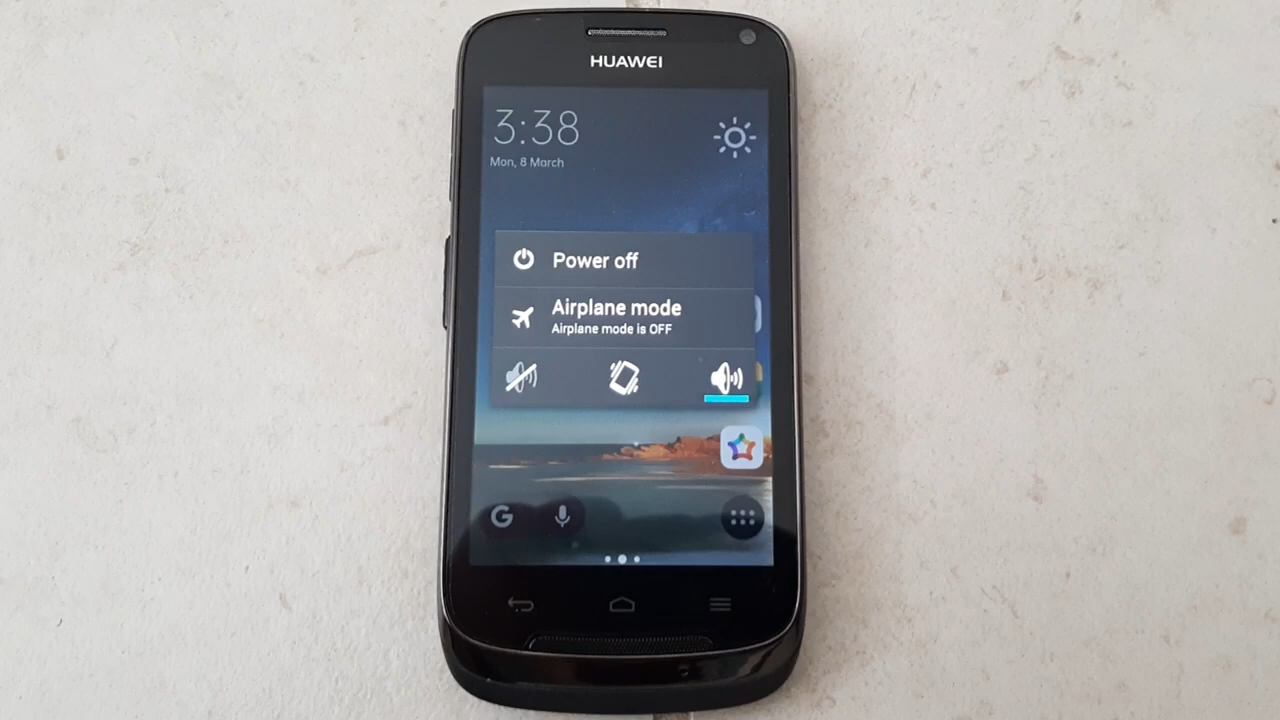 HUAWEI
3:38
Mon, 8 March
Power off
Airplane mode
Airplane mode is OFF
G